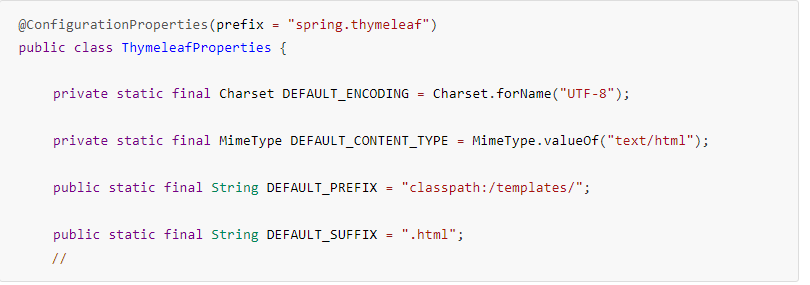 @ConfigurationProperties(prefix = "spring.thymeleaf")
public class ThymeleafProperties {
private static final Charset DEFAULT_ENCODING = Charset.forName("UTF-8");
private static final MimeType DEFAULT_CONTENT_TYPE = MimeType.valueOf("text/html");
public static final String DEFAULT_PREFIX = "classpath:/templates/";
public static final String DEFAULT_SUFFIX = ".html";
//